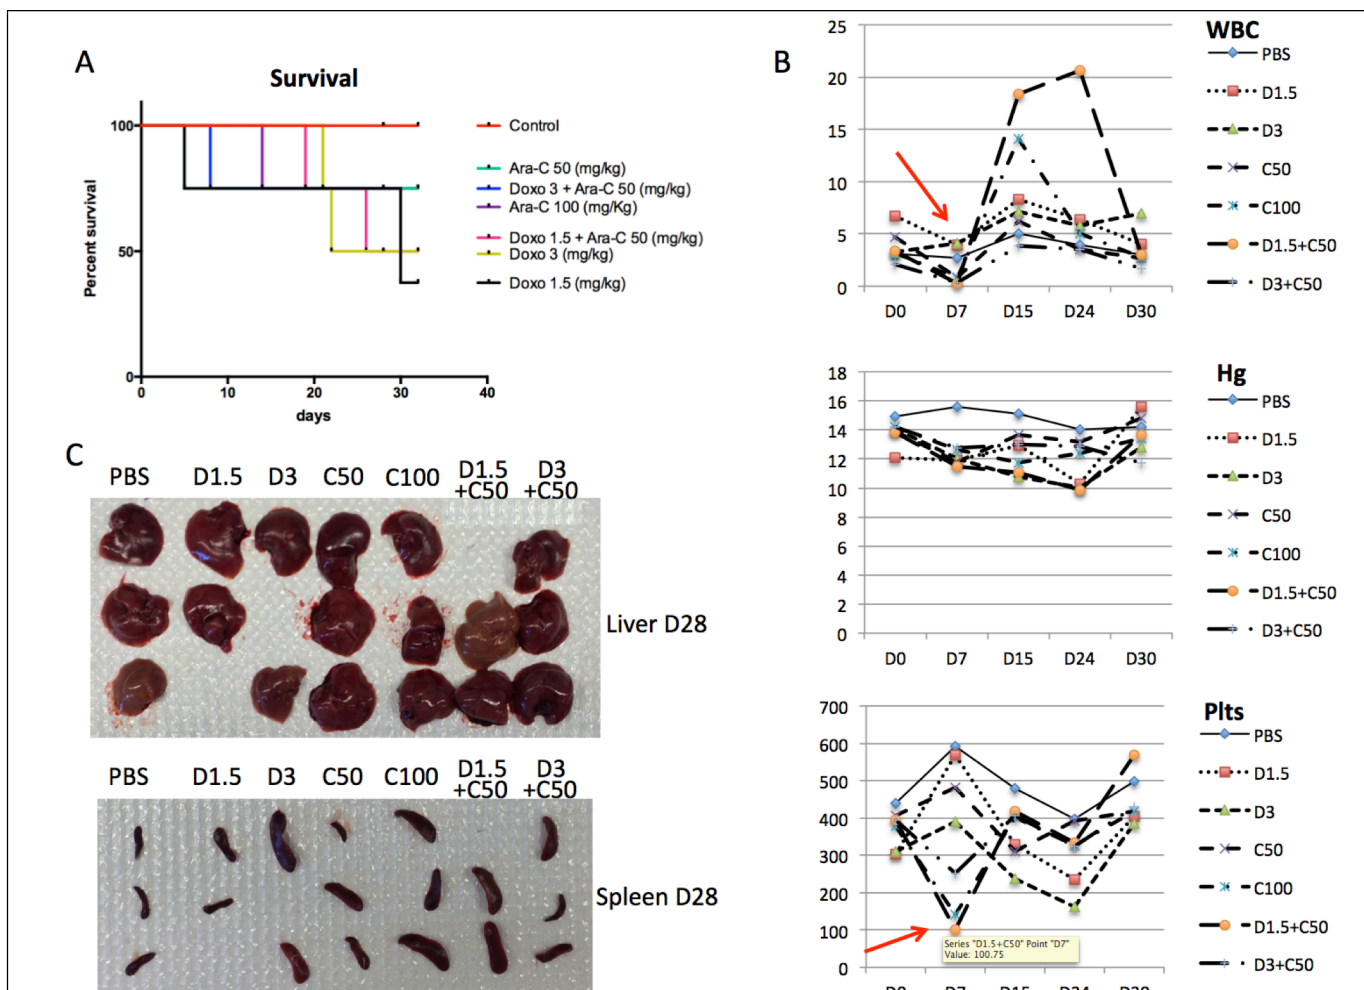 A
Survival
Percent survival
100
50
0
0
10
20
30
40
days
Control
Ara-C 50 (mg/kg)
Doxo 3 + Ara-C 50 (mg/kg)
Ara-C 100 (mg/Kg)
Doxo 1.5 + Ara-C 50 (mg/kg)
Doxo 3 (mg/kg)
Doxo 1.5 (mg/kg)
B
WBC
25
20
15
10
5
0
D0
D7
D15
D24
D30
PBS
D1.5
D3
C50
C100
D1.5+C50
D3+C50
Hg
18
16
14
12
10
8
6
4
2
0
D0
D7
D15
D24
D30
PBS
D1.5
D3
C50
C100
D1.5+C50
D3+C50
Plts
700
600
500
400
300
200
100
0
Series "D1.5+C50" Point "D7"
Value: 100.75
D0
D7
D15
D24
D30
PBS
D1.5
D3
C50
C100
D1.5+C50
D3+C50
C
PBS
D1.5
D3
C50
C100
D1.5
+C50
D3
+C50
Liver D28
PBS
D1.5
D3
C50
C100
D1.5
+C50
D3
+C50
Spleen D28